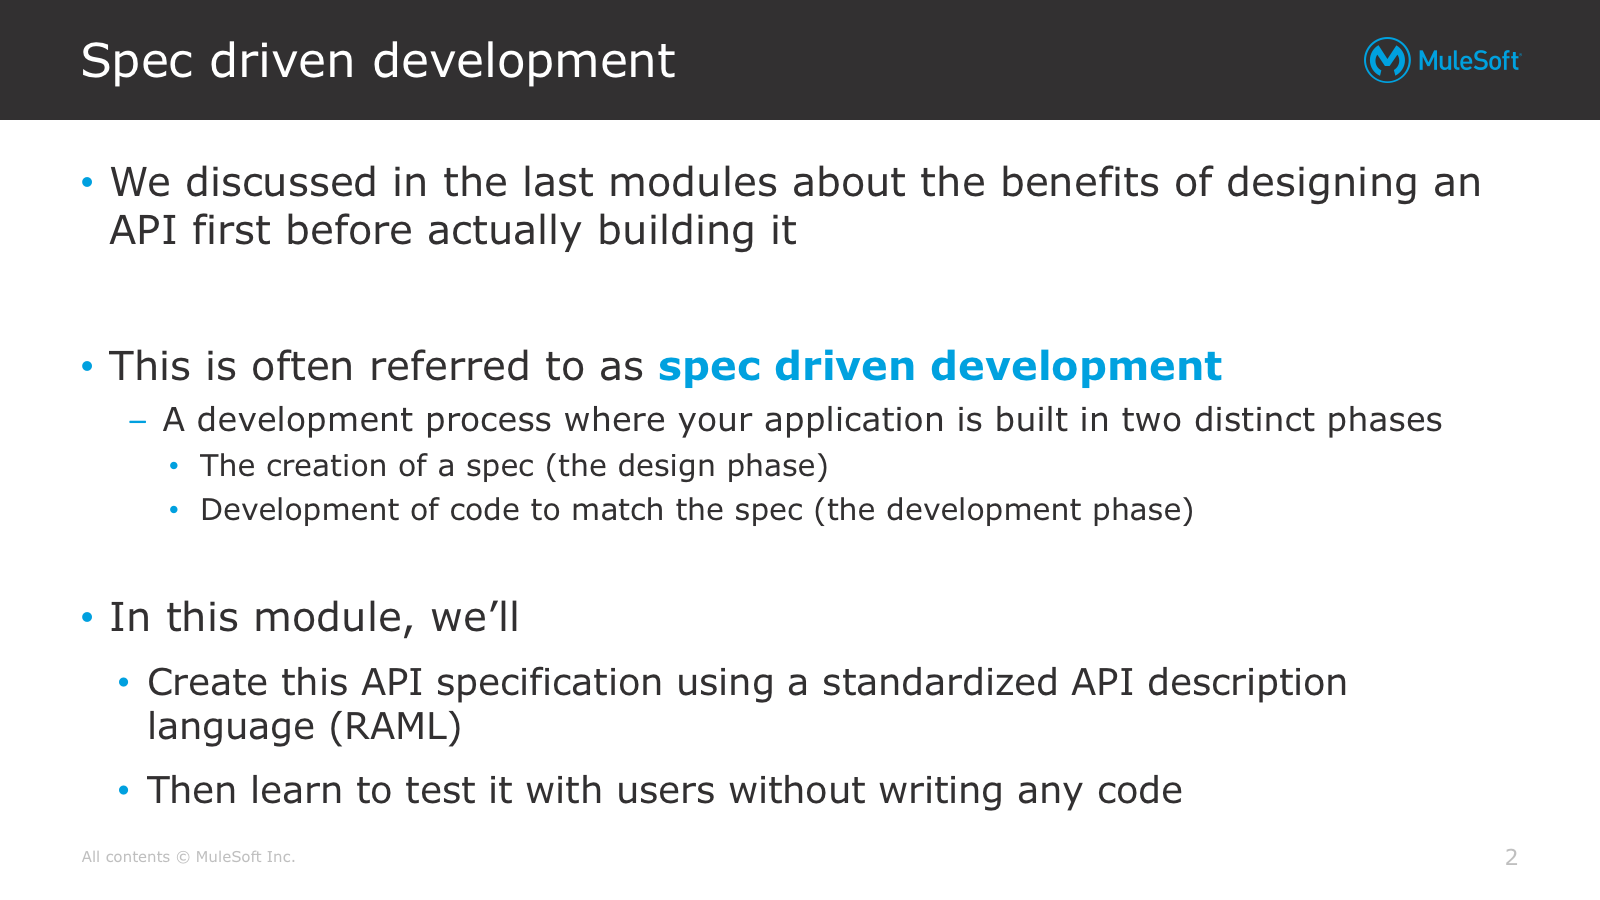 Spec driven development
MuleSoft
• We discussed in the last modules about the benefits of designing an
API first before actually building it
• This is often referred to as spec driven development
– A development process where your application is built in two distinct phases
• The creation of a spec (the design phase)
• Development of code to match the spec (the development phase)
• In this module, we’ll
• Create this API specification using a standardized API description
language (RAML)
• Then learn to test it with users without writing any code
All contents © MuleSoft Inc.
2